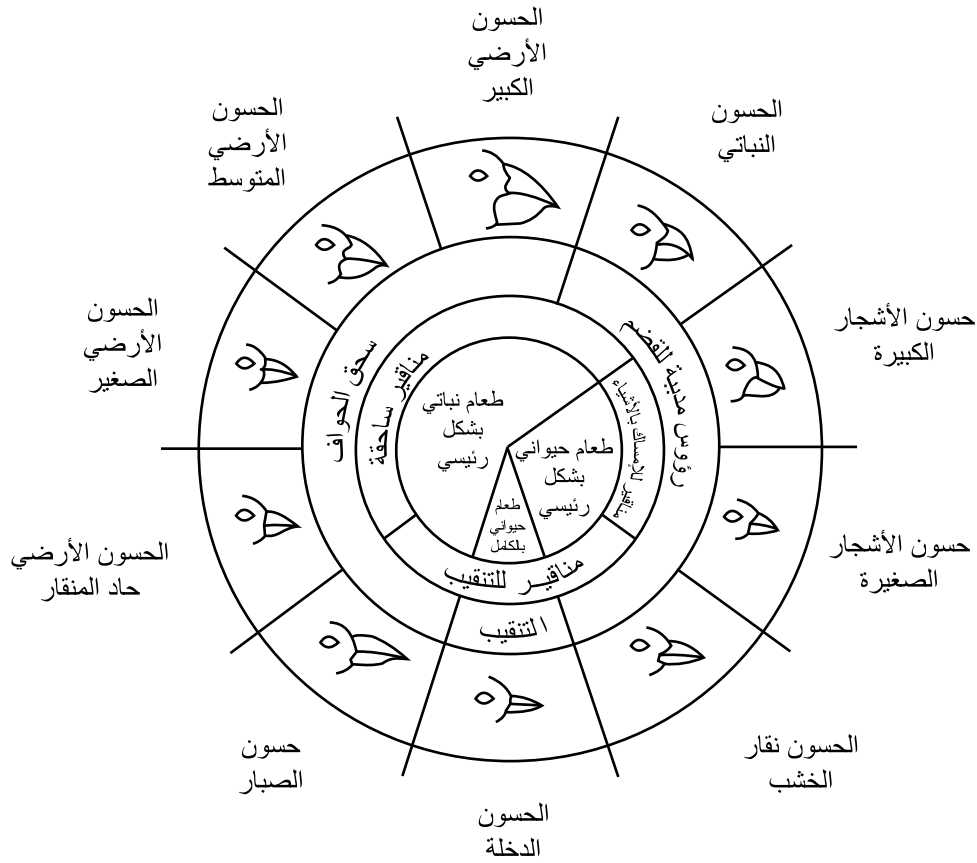 الحسون
الأرضي
الكبير
الحسون
النباتي
حسون الأشجار
الكبيرة
حسون الأشجار
الصغيرة
الحسون نقار
الخشب
الحسون
الدخلة
حسون
الصبار
الحسون الأرضي
حاد المنقار
الحسون
الأرضي
الصغير
الحسون
الأرضي
المتوسط
سحق الحواف
رؤوس مدببة للقضم
التنقيب
مناقير ساحقة
مناقير للإمساك بالأشياء
مناقير للتنقيب
طعام نباتي
بشكل
رئيسي
طعام حيواني
بشكل
رئيسي
طعام
حيواني
بلكامل